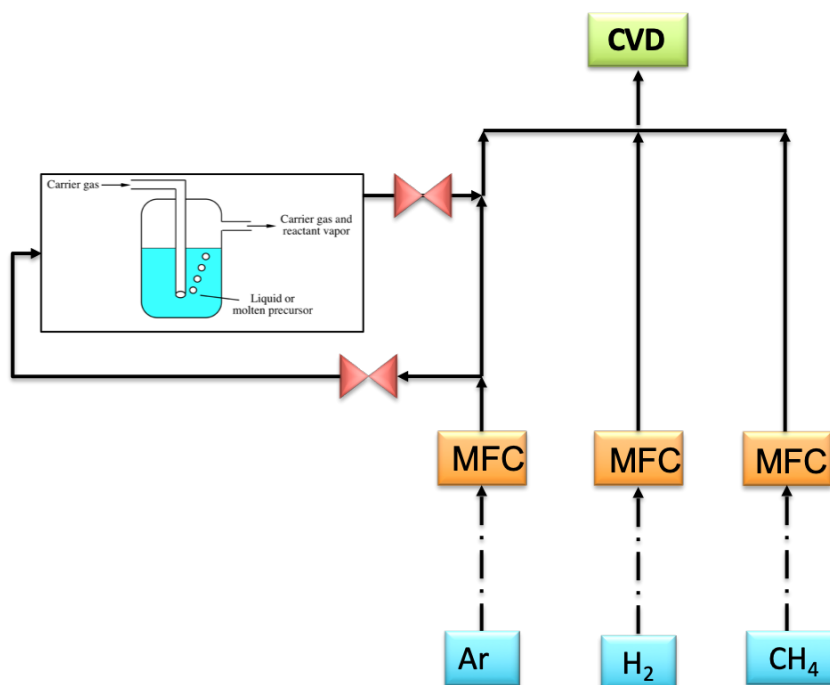 CVD
Carrier gas
Carrier gas and
reactant vapor
Liquid or
molten precursor
MFC
MFC
MFC
Ar
H₂
CH₄